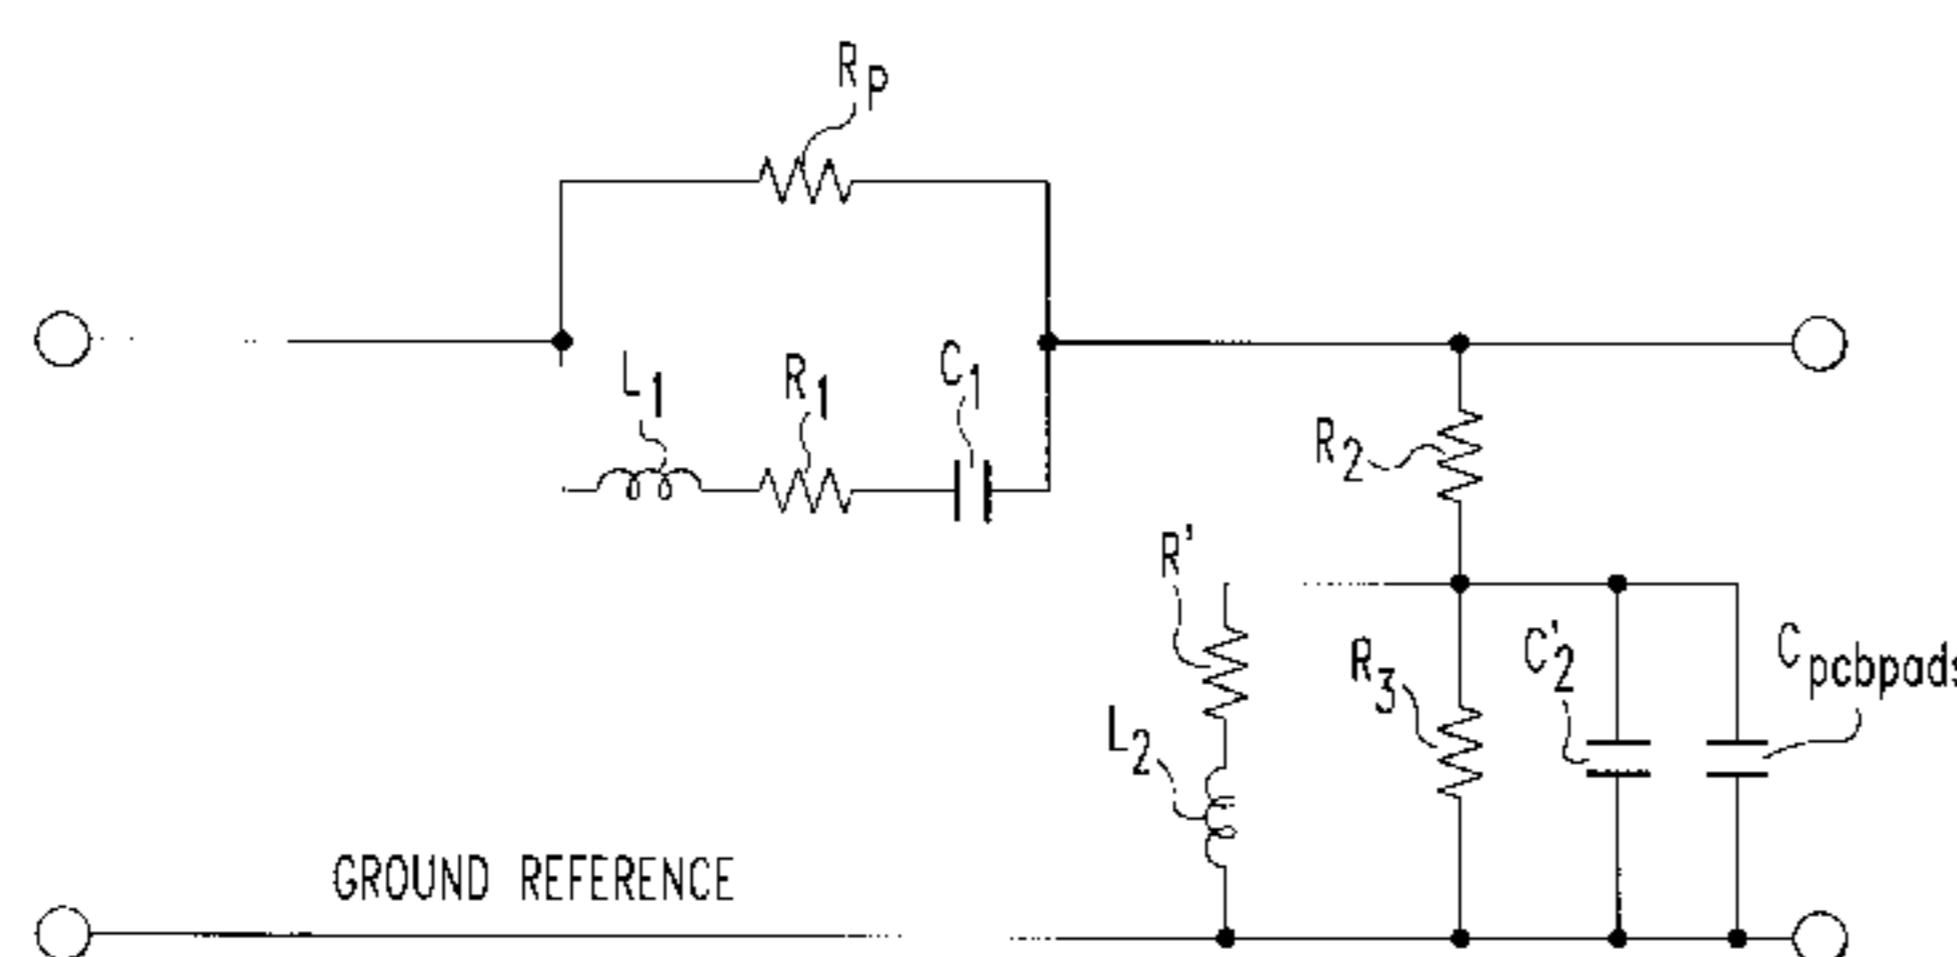 RP
L1
R1
C1
R2
R'
L2
R3
C'2
Cpcbpads
GROUND REFERENCE